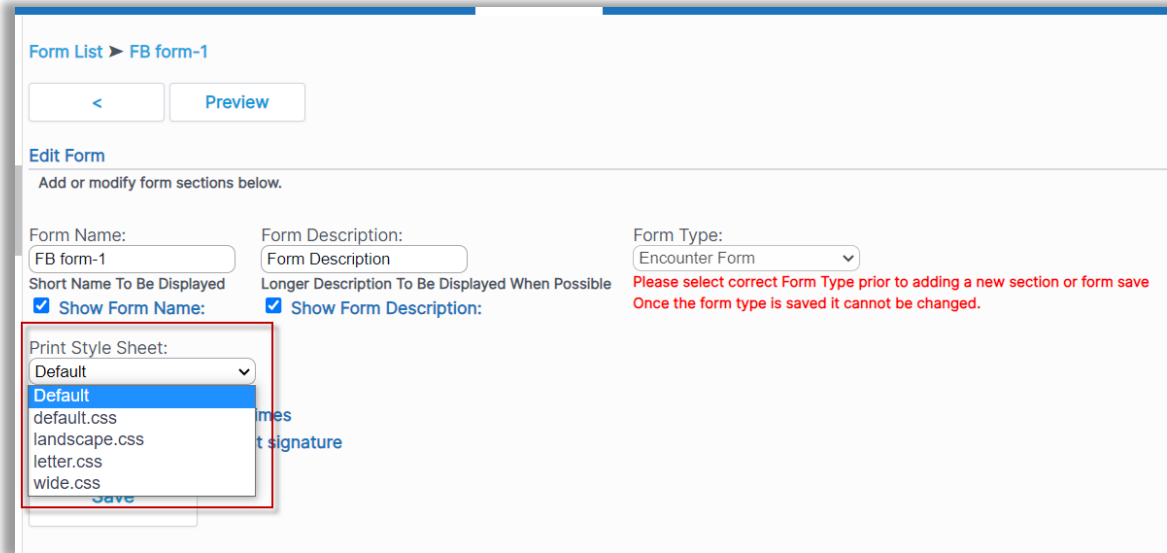 Form List ➤ FB form-1
< Preview
Edit Form
Add or modify form sections below.
Form Name: Form Description: Form Type:
FB form-1 Form Description Encounter Form
Short Name To Be Displayed Longer Description To Be Displayed When Possible Please select correct Form Type prior to adding a new section or form save
Show Form Name: Show Form Description: Once the form type is saved it cannot be changed.
Print Style Sheet:
Default
Default
default.css
landscape.css
letter.css
wide.css
signature
Save